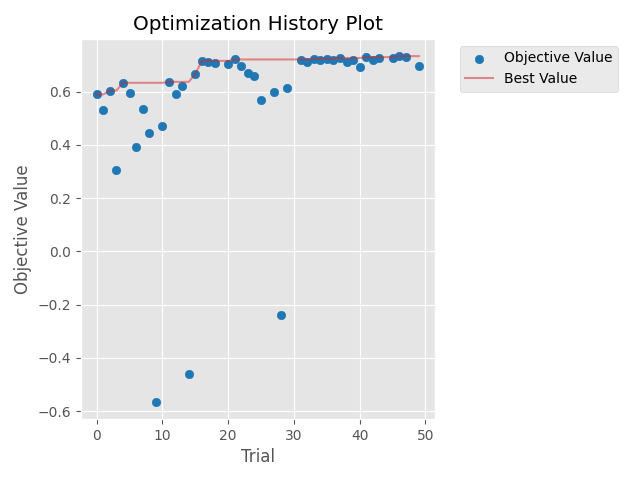 Optimization History Plot
Objective Value
Best Value
0.6
0.4
0.2
0.0
−0.2
−0.4
−0.6
Objective Value
0 10 20 30 40 50
Trial